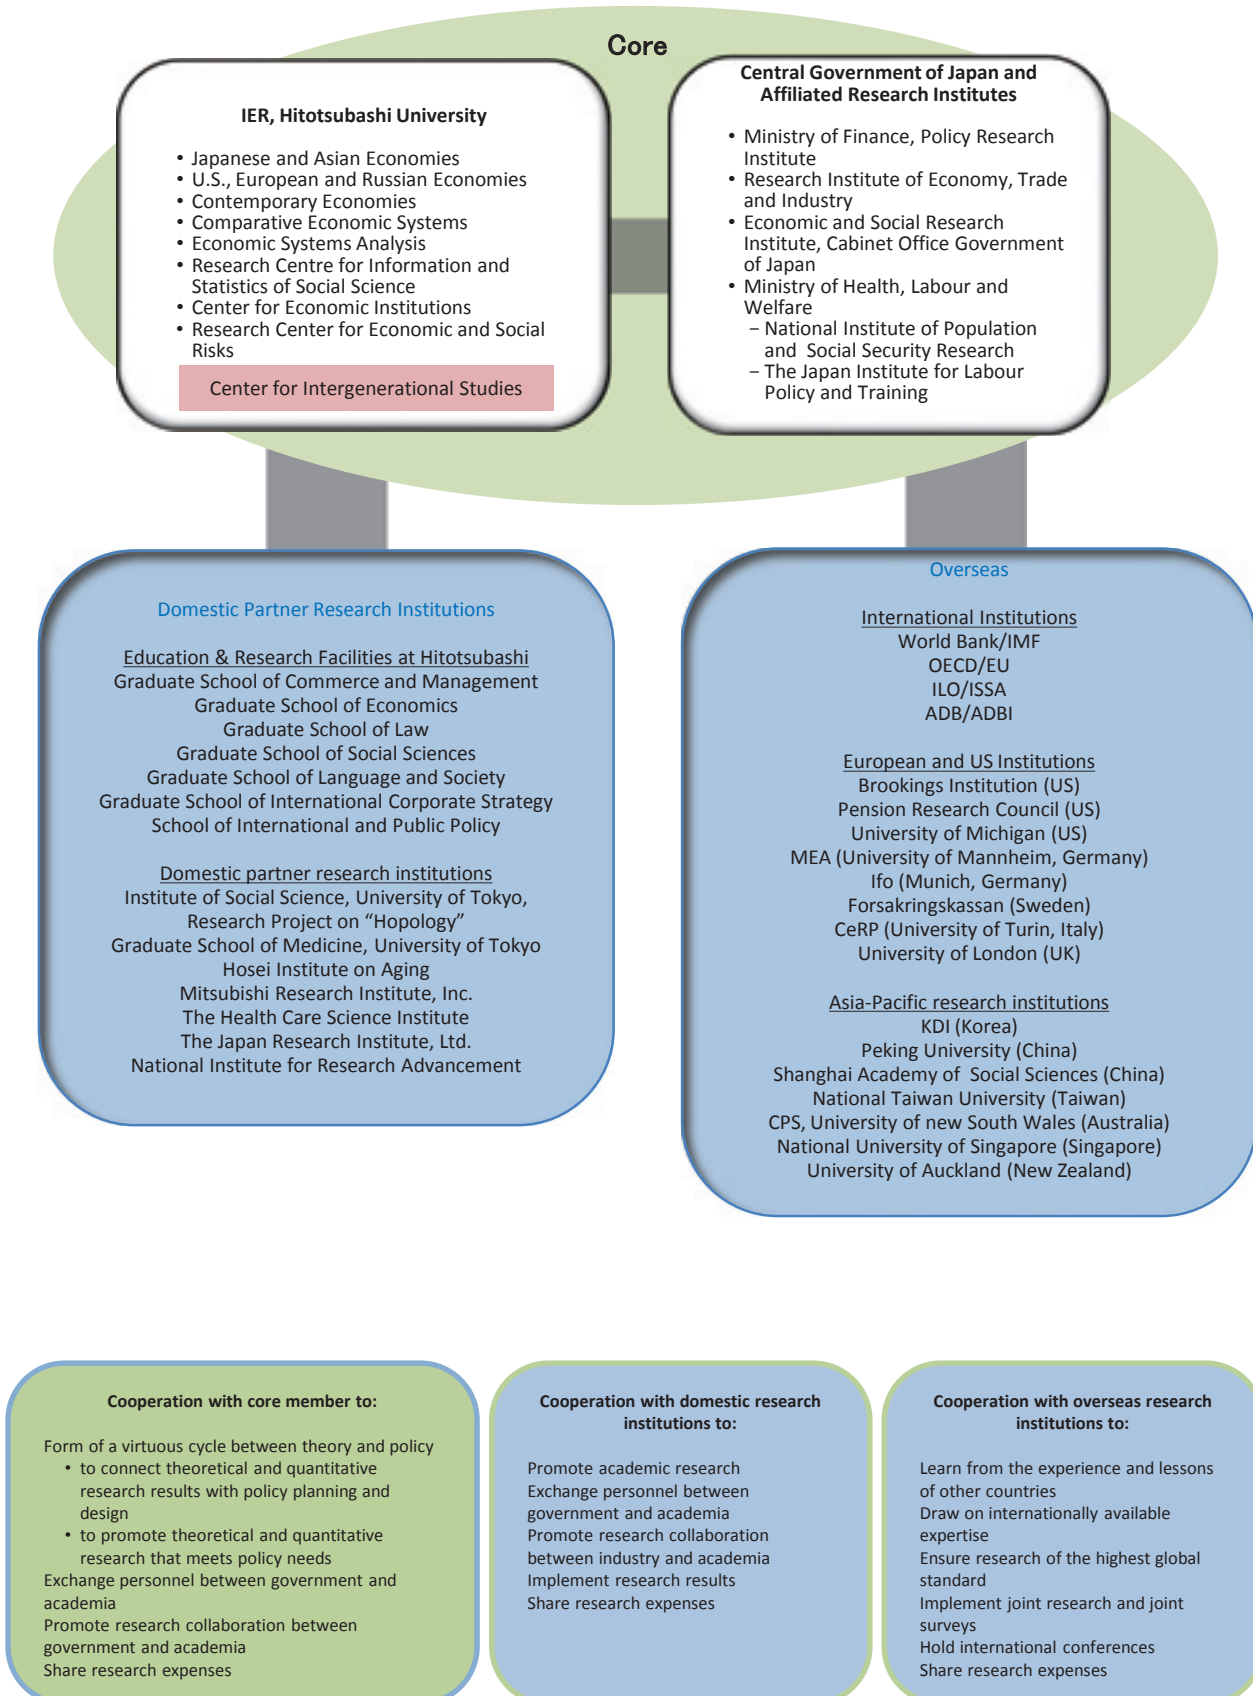 Core
IER, Hitotsubashi University
• Japanese and Asian Economies
• U.S., European and Russian Economies
• Contemporary Economies
• Comparative Economic Systems
• Economic Systems Analysis
• Research Centre for Information and
Statistics of Social Science
• Center for Economic Institutions
• Research Center for Economic and Social
Risks
Center for Intergenerational Studies
Central Government of Japan and
Affiliated Research Institutes
• Ministry of Finance, Policy Research
Institute
• Research Institute of Economy, Trade
and Industry
• Economic and Social Research
Institute, Cabinet Office Government
of Japan
• Ministry of Health, Labour and
Welfare
– National Institute of Population
and Social Security Research
– The Japan Institute for Labour
Policy and Training
Domestic Partner Research Institutions
Education & Research Facilities at Hitotsubashi
Graduate School of Commerce and Management
Graduate School of Economics
Graduate School of Law
Graduate School of Social Sciences
Graduate School of Language and Society
Graduate School of International Corporate Strategy
School of International and Public Policy
Domestic partner research institutions
Institute of Social Science, University of Tokyo,
Research Project on “Hopology”
Graduate School of Medicine, University of Tokyo
Hosei Institute on Aging
Mitsubishi Research Institute, Inc.
The Health Care Science Institute
The Japan Research Institute, Ltd.
National Institute for Research Advancement
Overseas
International Institutions
World Bank/IMF
OECD/EU
ILO/ISSA
ADB/ADBI
European and US Institutions
Brookings Institution (US)
Pension Research Council (US)
University of Michigan (US)
MEA (University of Mannheim, Germany)
Ifo (Munich, Germany)
Forsakringskassan (Sweden)
CeRP (University of Turin, Italy)
University of London (UK)
Asia-Pacific research institutions
KDI (Korea)
Peking University (China)
Shanghai Academy of Social Sciences (China)
National Taiwan University (Taiwan)
CPS, University of new South Wales (Australia)
National University of Singapore (Singapore)
University of Auckland (New Zealand)
Cooperation with core member to:
Form of a virtuous cycle between theory and policy
• to connect theoretical and quantitative
research results with policy planning and
design
• to promote theoretical and quantitative
research that meets policy needs
Exchange personnel between government and
academia
Promote research collaboration between
government and academia
Share research expenses
Cooperation with domestic research
institutions to:
Promote academic research
Exchange personnel between
government and academia
Promote research collaboration
between industry and academia
Implement research results
Share research expenses
Cooperation with overseas research
institutions to:
Learn from the experience and lessons
of other countries
Draw on internationally available
expertise
Ensure research of the highest global
standard
Implement joint research and joint
surveys
Hold international conferences
Share research expenses